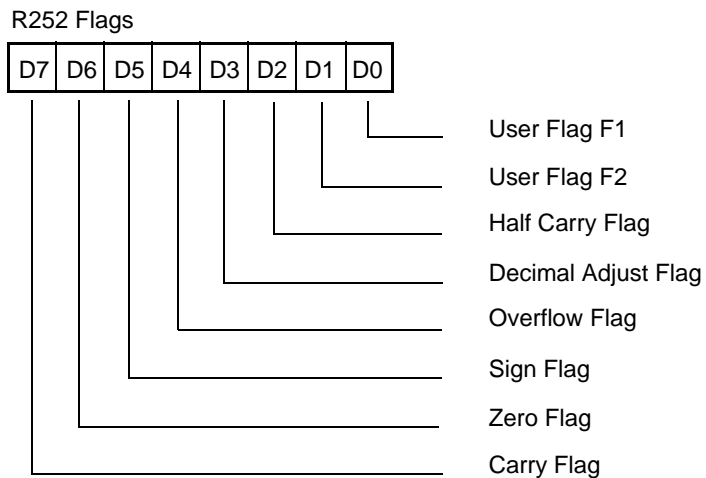 R252 Flags
D7 D6 D5 D4 D3 D2 D1 D0
User Flag F1
User Flag F2
Half Carry Flag
Decimal Adjust Flag
Overflow Flag
Sign Flag
Zero Flag
Carry Flag